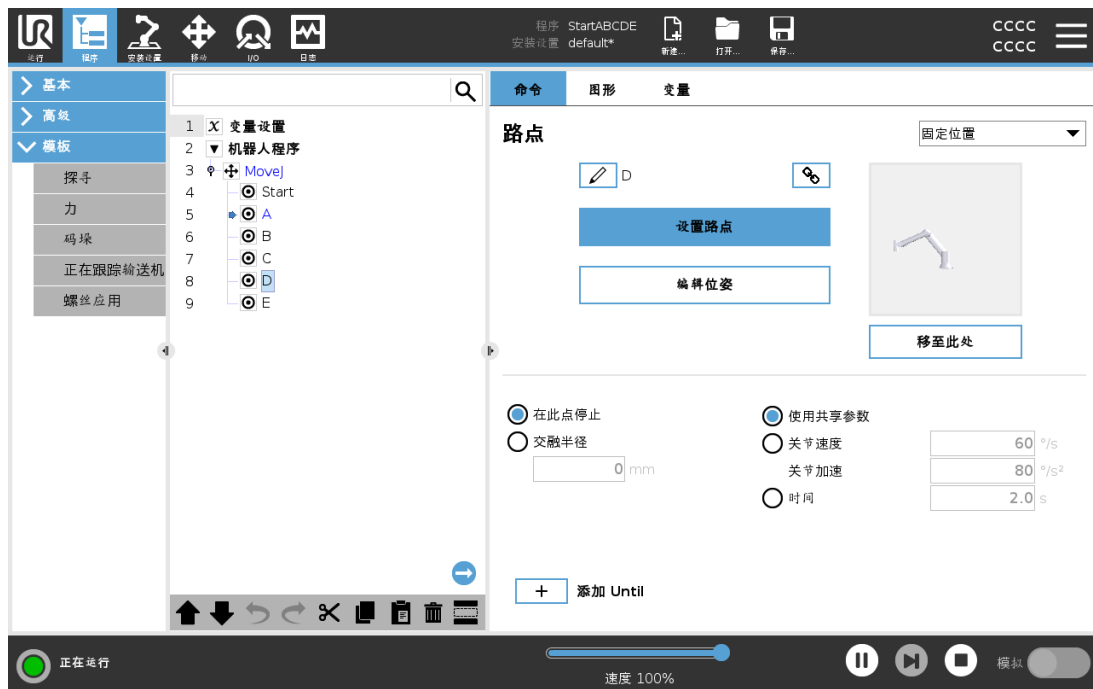 程序 StartABCDE
安装设置 default*
CCCC
CCCC
运行 程序 安装设置 移动 I/O 日志 新建... 打开... 保存...
基本
高级
模板
探寻
力
码垛
正在跟踪输送机
螺丝应用
1 x 变量设置
2 ▼ 机器人程序
3 MoveJ
4 Start
5 A
6 B
7 C
8 D
9 E
命令 图形 变量
路点
固定位置
D
设置路点
编辑位姿
移至此处
在此点停止
交融半径
0 mm
使用共享参数
关节速度 60 °/s
关节加速 80 °/s²
时间 2.0 s
+ 添加 Until
正在运行
速度 100%
模拟